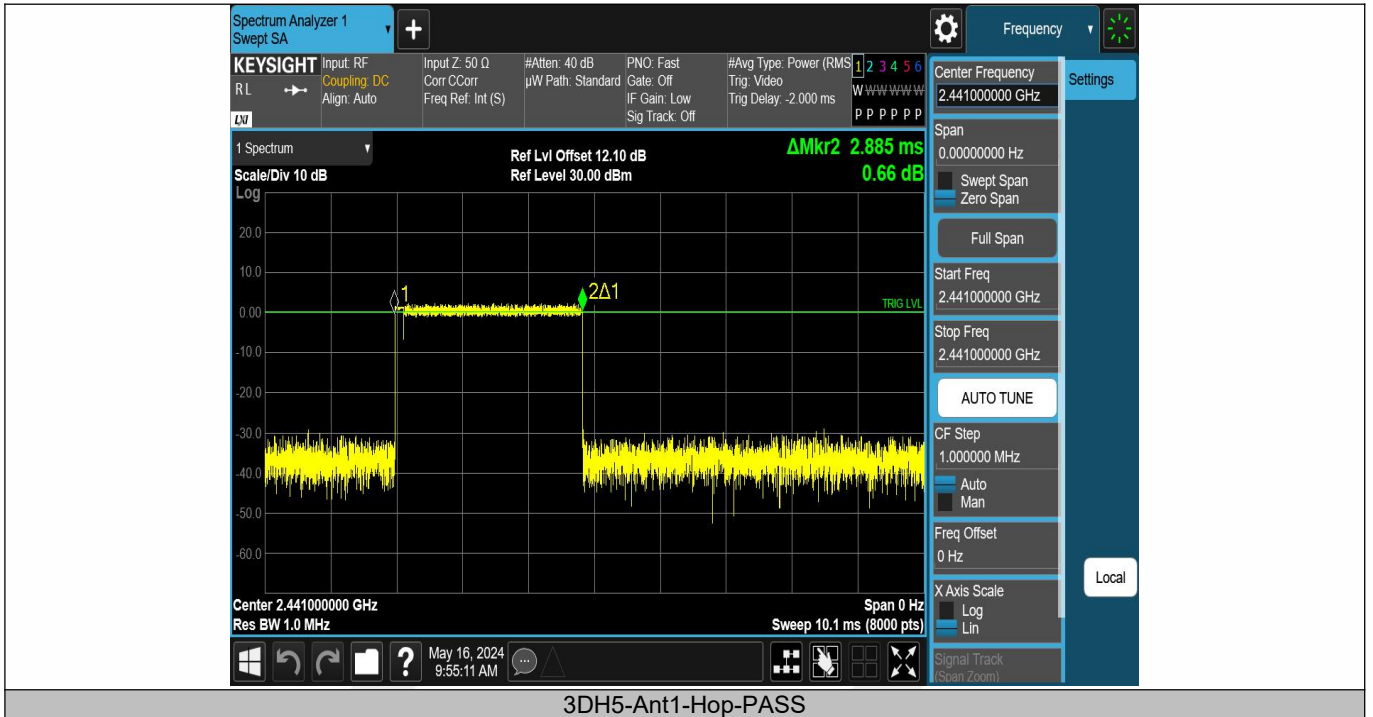 Spectrum Analyzer 1
Swept SA
+
Frequency
KEYSIGHT
R L
LXI
Input: RF
Coupling: DC
Align: Auto
Input Z: 50 Ω
Corr CCorr
Freq Ref: Int (S)
#Atten: 40 dB
µW Path: Standard
PNO: Fast
Gate: Off
IF Gain: Low
Sig Track: Off
#Avg Type: Power (RMS
Trig: Video
Trig Delay: -2.000 ms
1 2 3 4 5 6
W W W W W W
P P P P P P
Center Frequency
2.441000000 GHz
Settings
1 Spectrum
Scale/Div 10 dB
Log
Ref Lvl Offset 12.10 dB
Ref Level 30.00 dBm
ΔMkr2 2.885 ms
0.66 dB
20.0
10.0
0.00
-10.0
-20.0
-30.0
-40.0
-50.0
-60.0
1
2Δ1
TRIG LVL
Center 2.441000000 GHz
Res BW 1.0 MHz
Span 0 Hz
Sweep 10.1 ms (8000 pts)
Span
0.00000000 Hz
Swept Span
Zero Span
Full Span
Start Freq
2.441000000 GHz
Stop Freq
2.441000000 GHz
AUTO TUNE
CF Step
1.000000 MHz
Auto
Man
Freq Offset
0 Hz
X Axis Scale
Log
Lin
Signal Track
(Span Zoom)
Local
?
May 16, 2024
9:55:11 AM
3DH5-Ant1-Hop-PASS